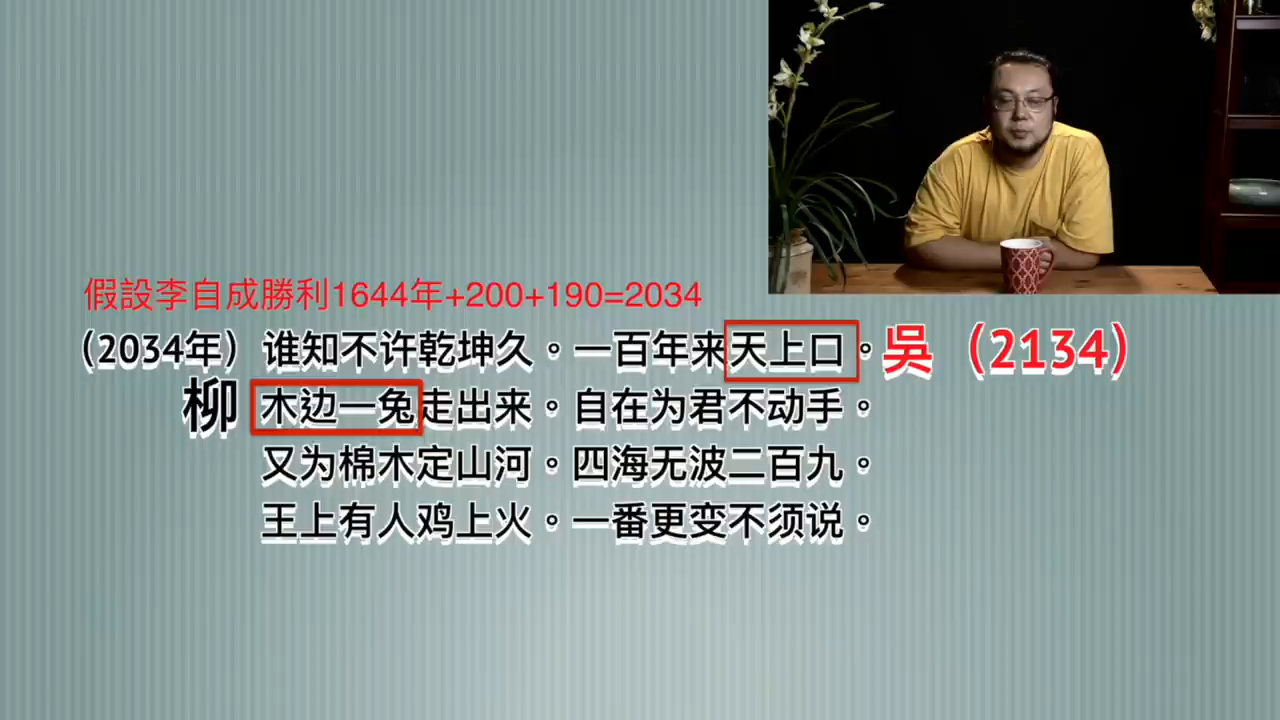 假設李自成勝利1644年+200+190=2034
（2034年）谁知不许乾坤久。一百年来天上口。吳（2134）
柳 木边一兔走出来。自在为君不动手。
又为棉木定山河。四海无波二百九。
王上有人鸡上火。一番更变不须说。